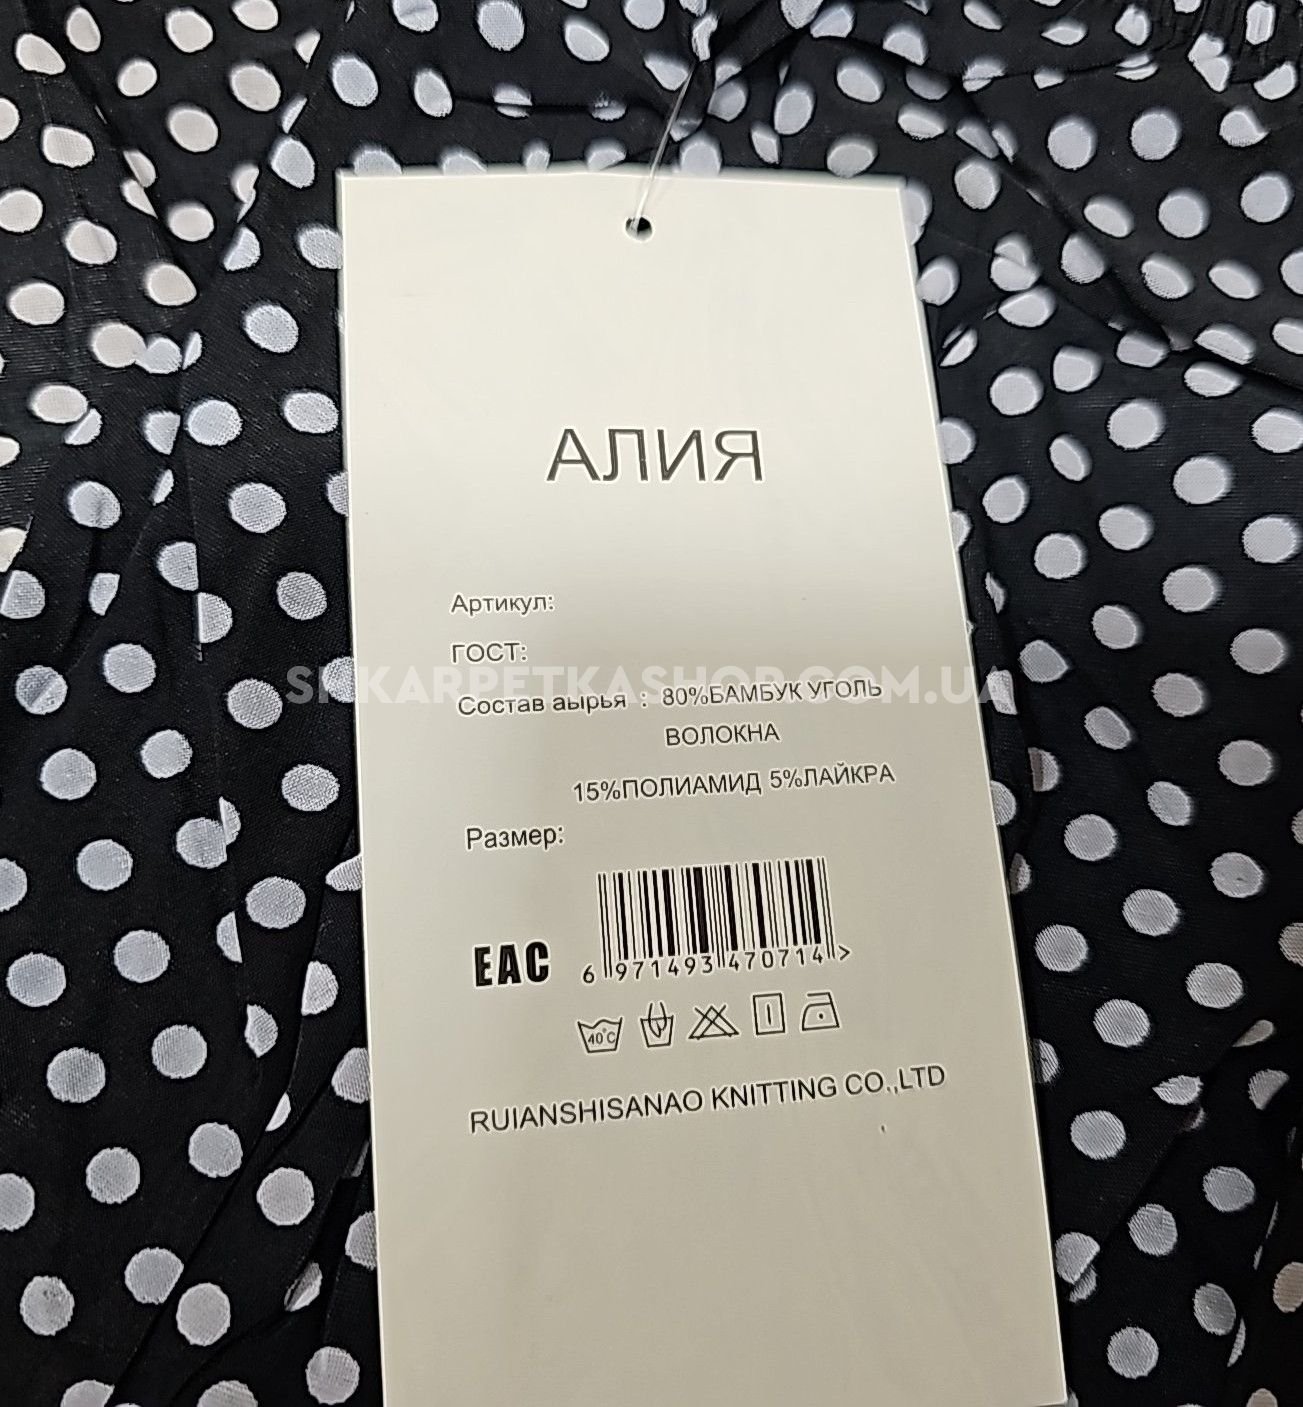 АЛИЯ
Артикул:
ГОСТ:
SHKARPETKASHOP.COM.UA
Состав аырья : 80%БАМБУК УГОЛЬ
ВОЛОКНА
15%ПОЛИАМИД 5%ЛАЙКРА
Размер:
EAC
6 971493 470714 >
40°C
RUIANSHISANAO KNITTING CO.,LTD